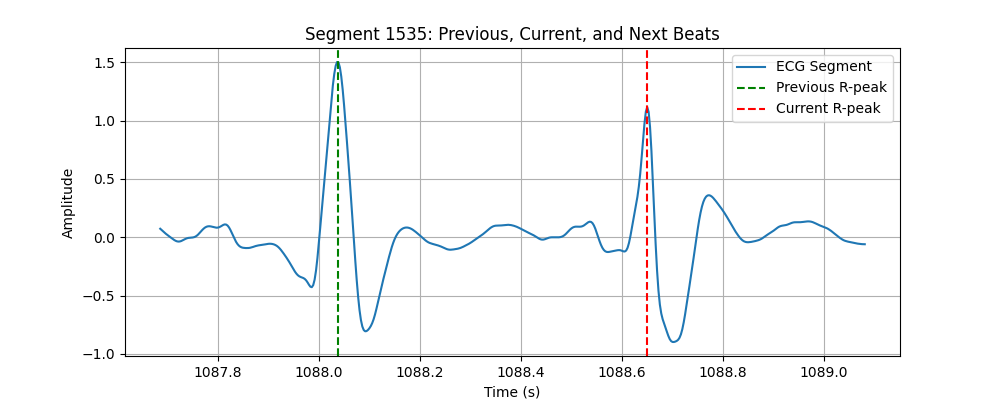 Segment 1535: Previous, Current, and Next Beats
ECG Segment
Previous R-peak
Current R-peak
Amplitude
1.5
1.0
0.5
0.0
−0.5
−1.0
1087.8 1088.0 1088.2 1088.4 1088.6 1088.8 1089.0
Time (s)